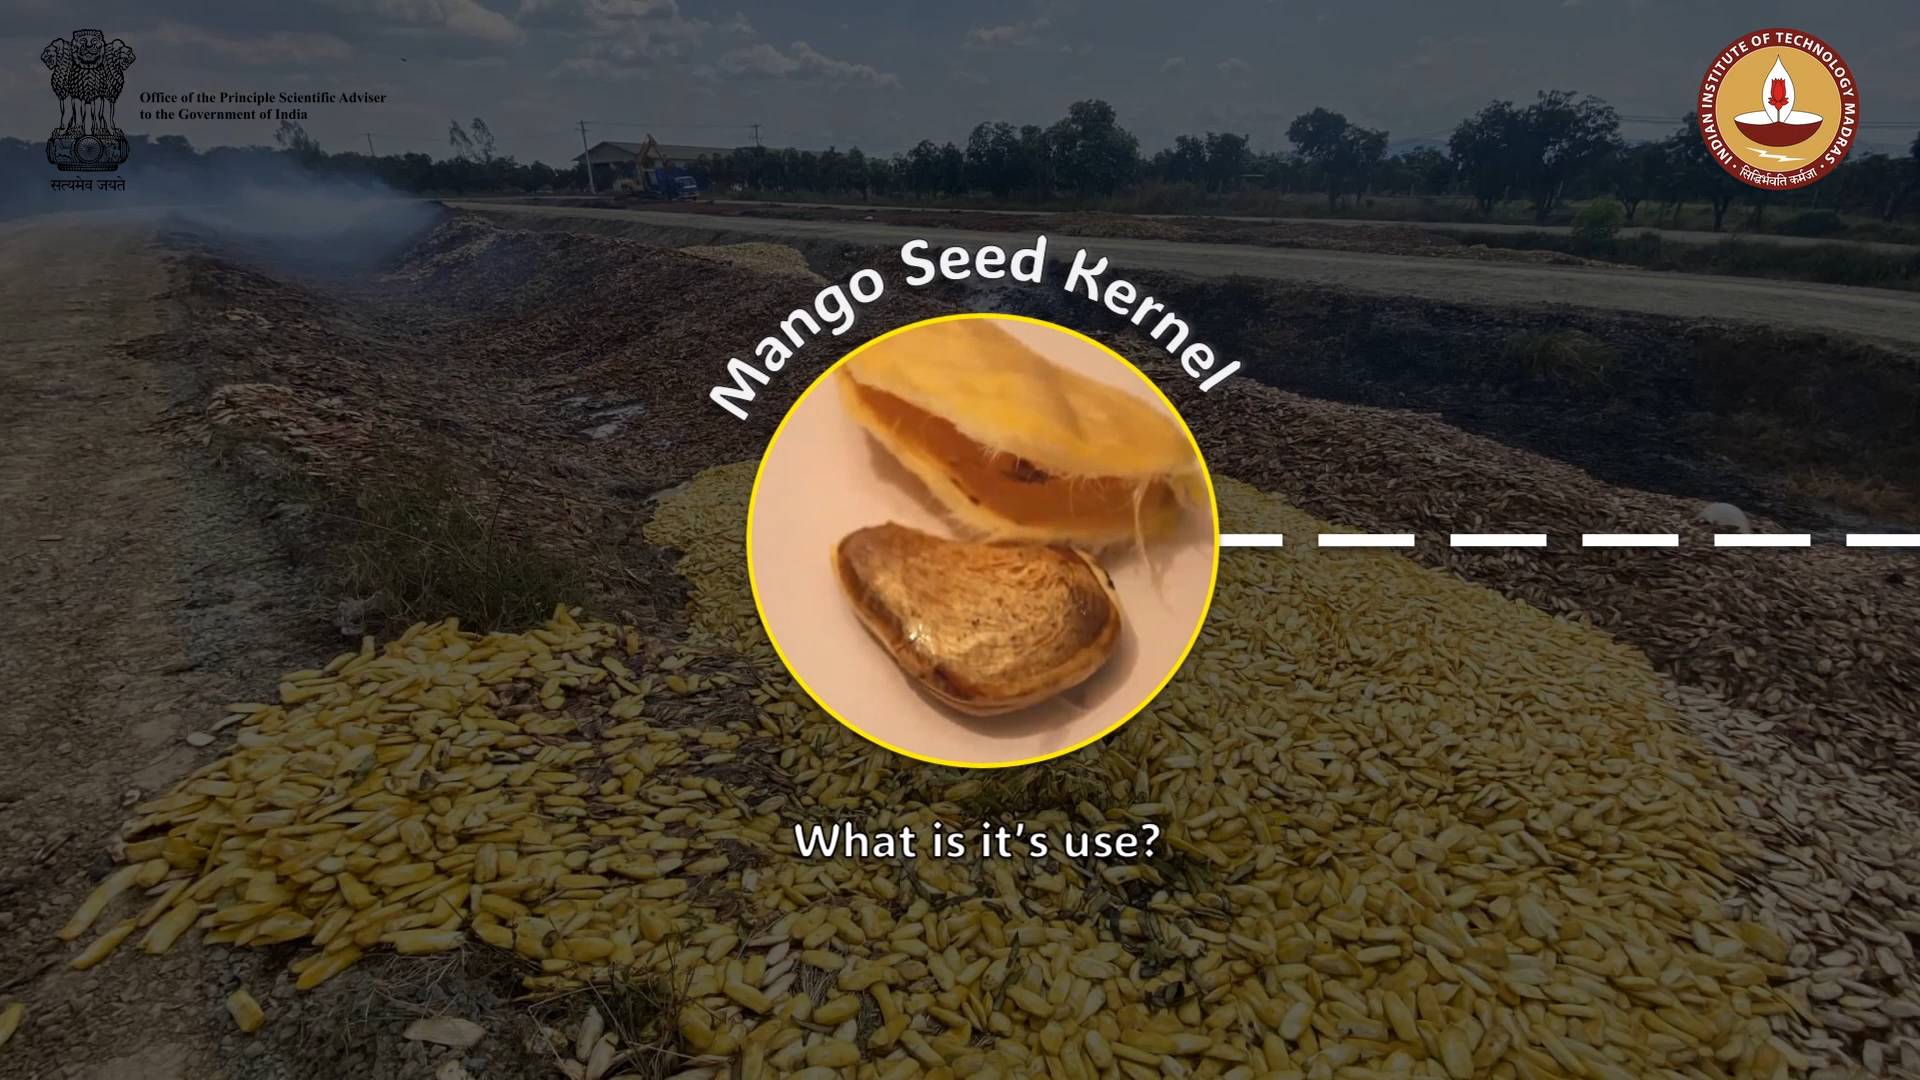 Office of the Principle Scientific Adviser
to the Government of India
सत्यमेव जयते
INDIAN INSTITUTE OF TECHNOLOGY MADRAS
सिद्धिर्भवति कर्मजा
Mango Seed Kernel
What is it's use?